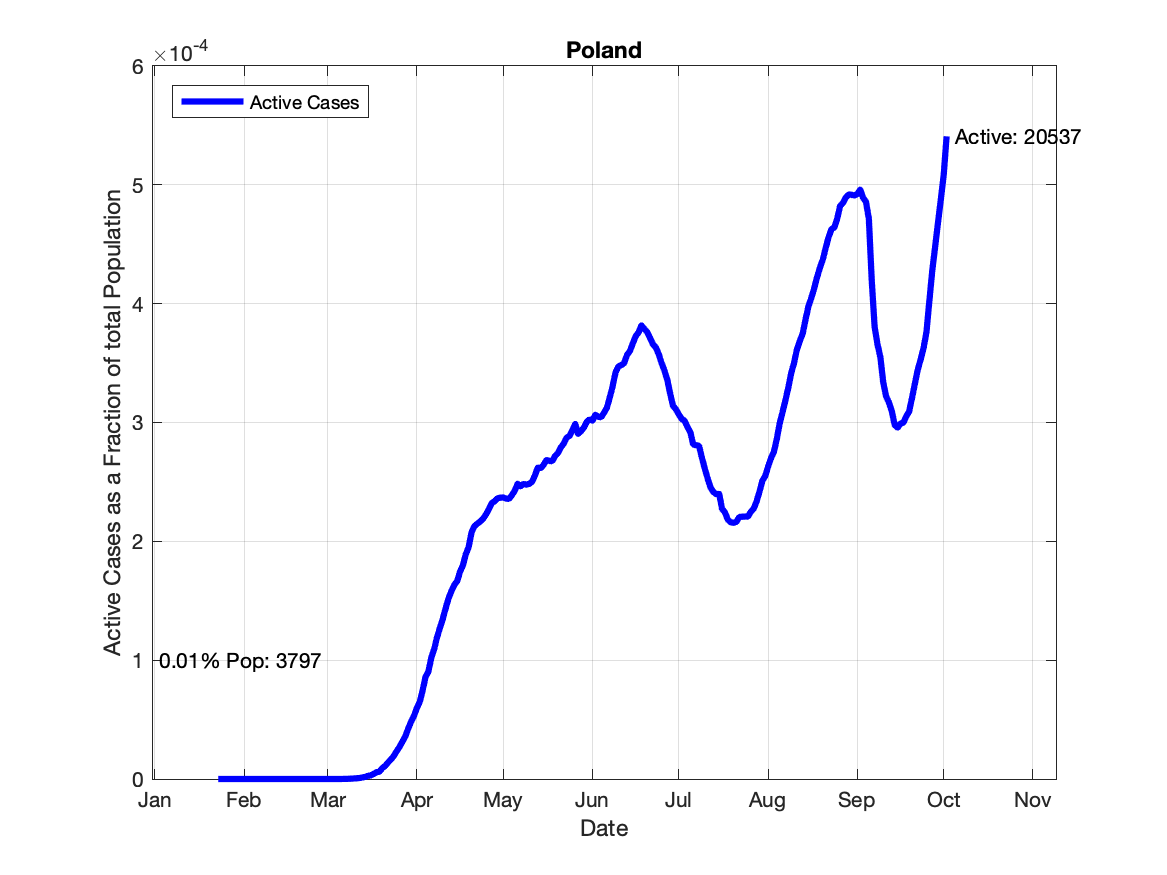 Poland
×10-4
6
5
4
3
2
1
0
Active Cases as a Fraction of total Population
Active Cases
Active: 20537
0.01% Pop: 3797
Jan Feb Mar Apr May Jun Jul Aug Sep Oct Nov
Date